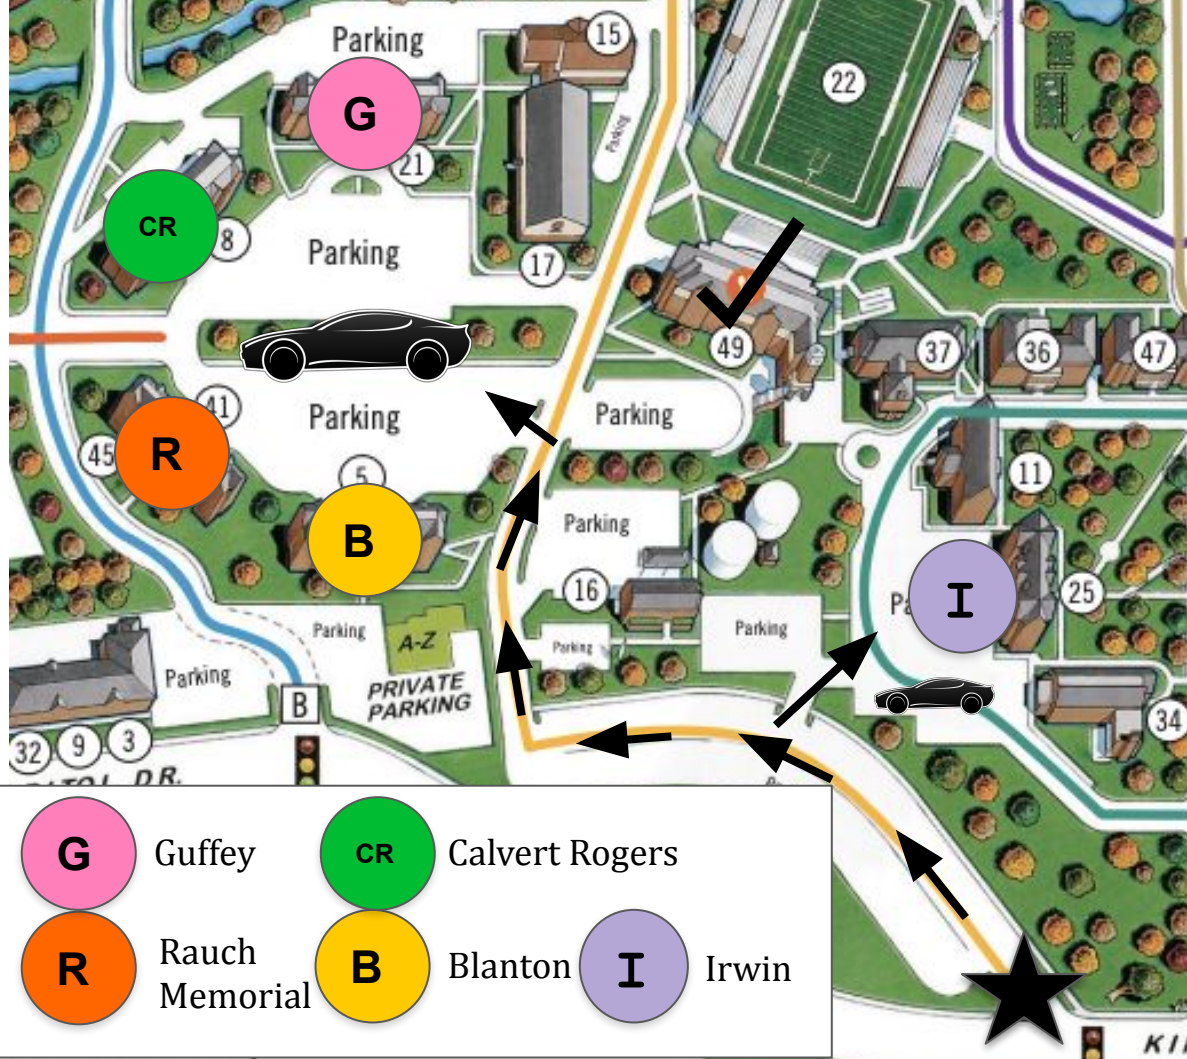 Parking
15
22
G
Parking
21
CR
8
Parking
17
49
37
36
47
41
Parking
Parking
45
R
5
11
B
Parking
16
I
25
Parking
Parking
Parking
A-Z
Parking
PRIVATE
PARKING
B
34
32
9
3
DR.
G
Guffey
CR
Calvert Rogers
R
Rauch
Memorial
B
Blanton
I
Irwin